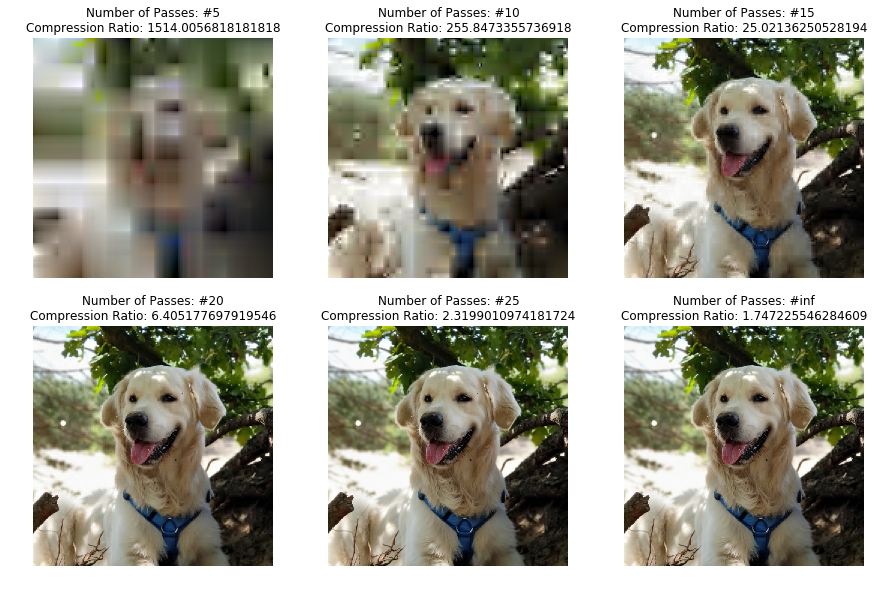 Number of Passes: #5
Compression Ratio: 1514.0056818181818
Number of Passes: #10
Compression Ratio: 255.8473355736918
Number of Passes: #15
Compression Ratio: 25.02136250528194
Number of Passes: #20
Compression Ratio: 6.405177697919546
Number of Passes: #25
Compression Ratio: 2.3199010974181724
Number of Passes: #inf
Compression Ratio: 1.747225546284609